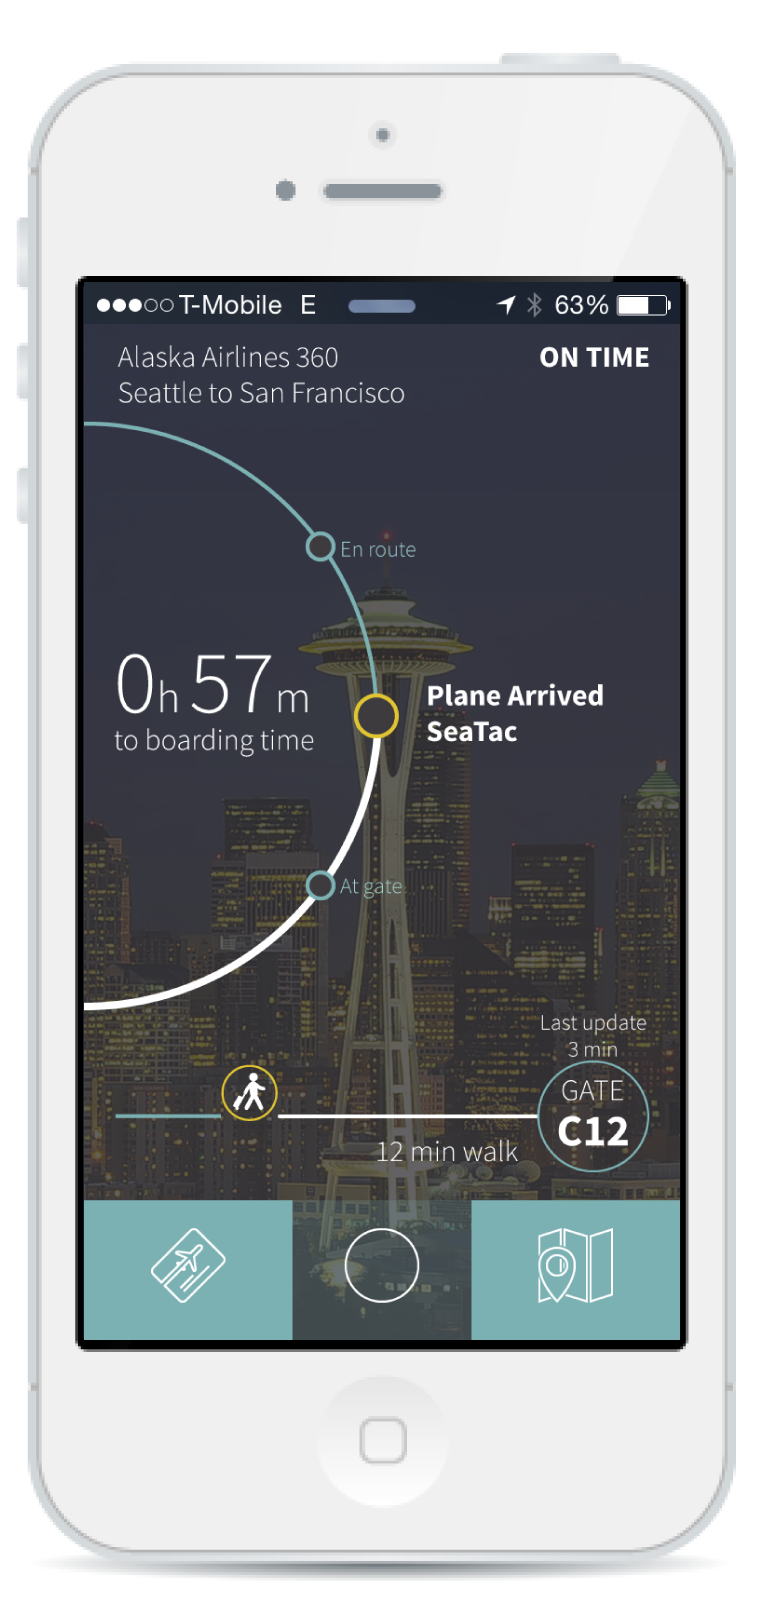 T-Mobile E 63%
Alaska Airlines 360 ON TIME
Seattle to San Francisco
En route
0h 57m
to boarding time
Plane Arrived
SeaTac
At gate
Last update
3 min
GATE
C12
12 min walk